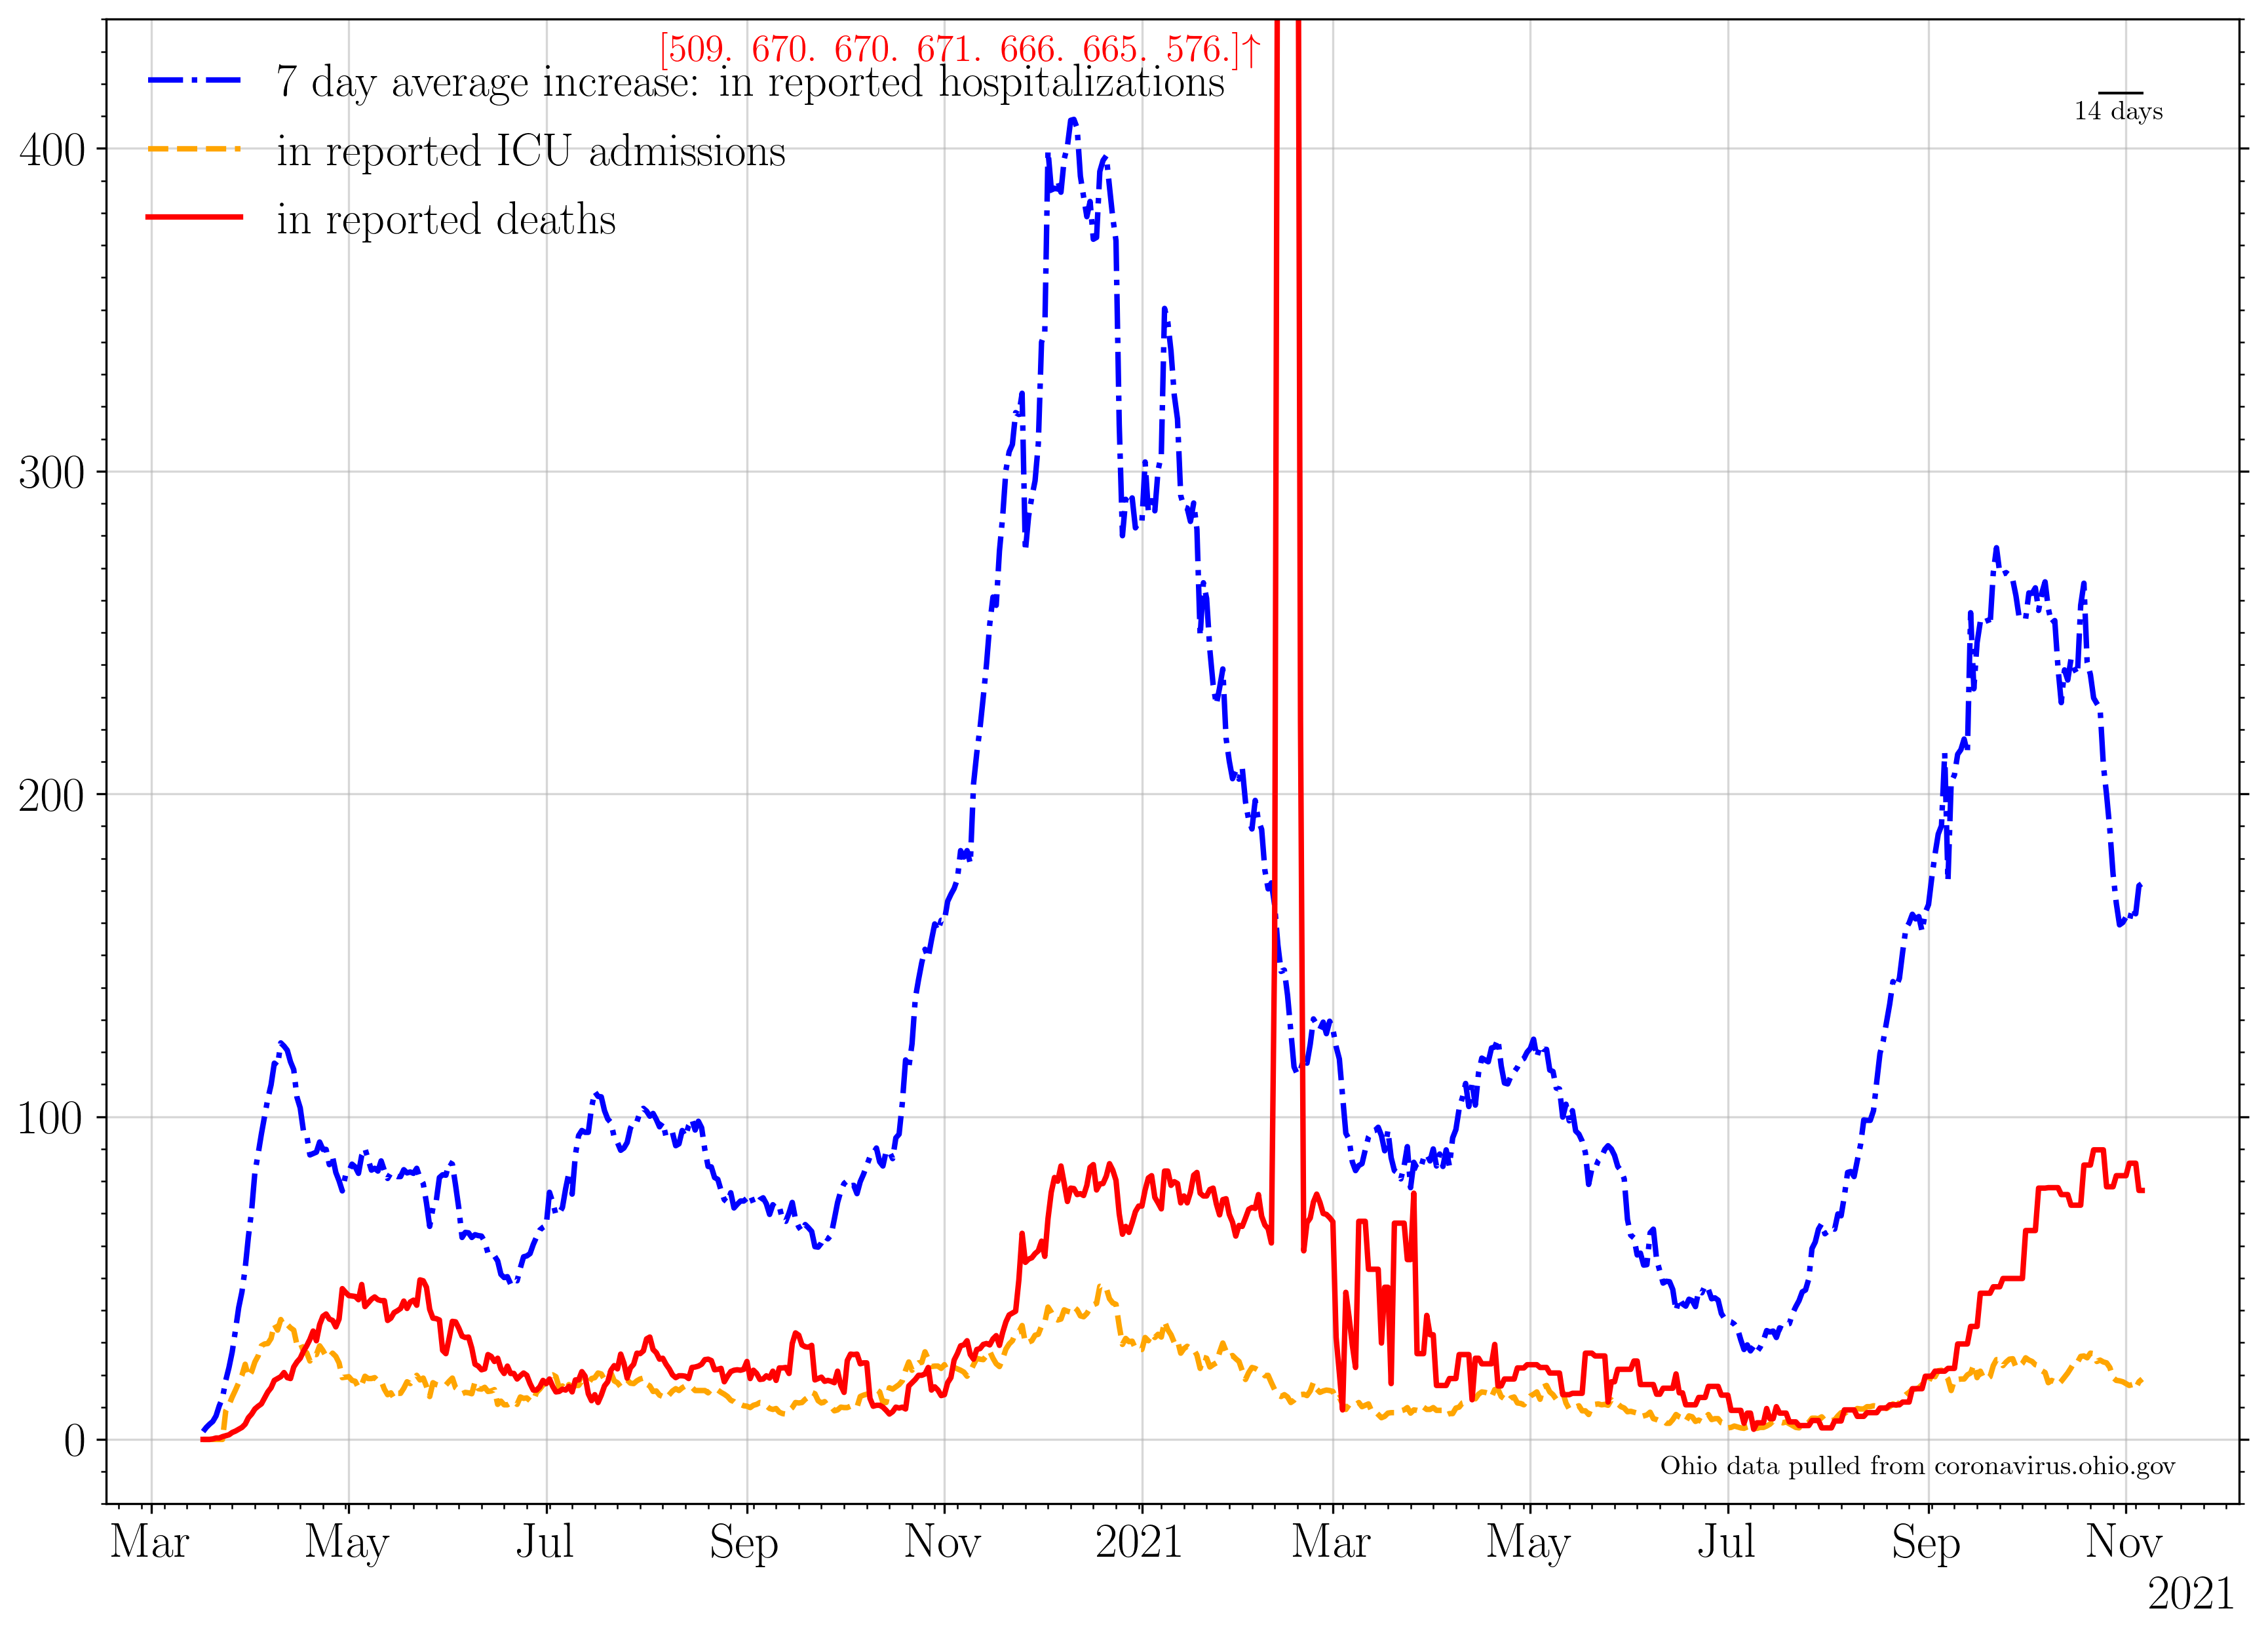 [509. 670. 670. 671. 666. 665. 576.]↑
7 day average increase: in reported hospitalizations
14 days
in reported ICU admissions
in reported deaths
400
300
200
100
0
Ohio data pulled from coronavirus.ohio.gov
Mar May Jul Sep Nov 2021 Mar May Jul Sep Nov
2021